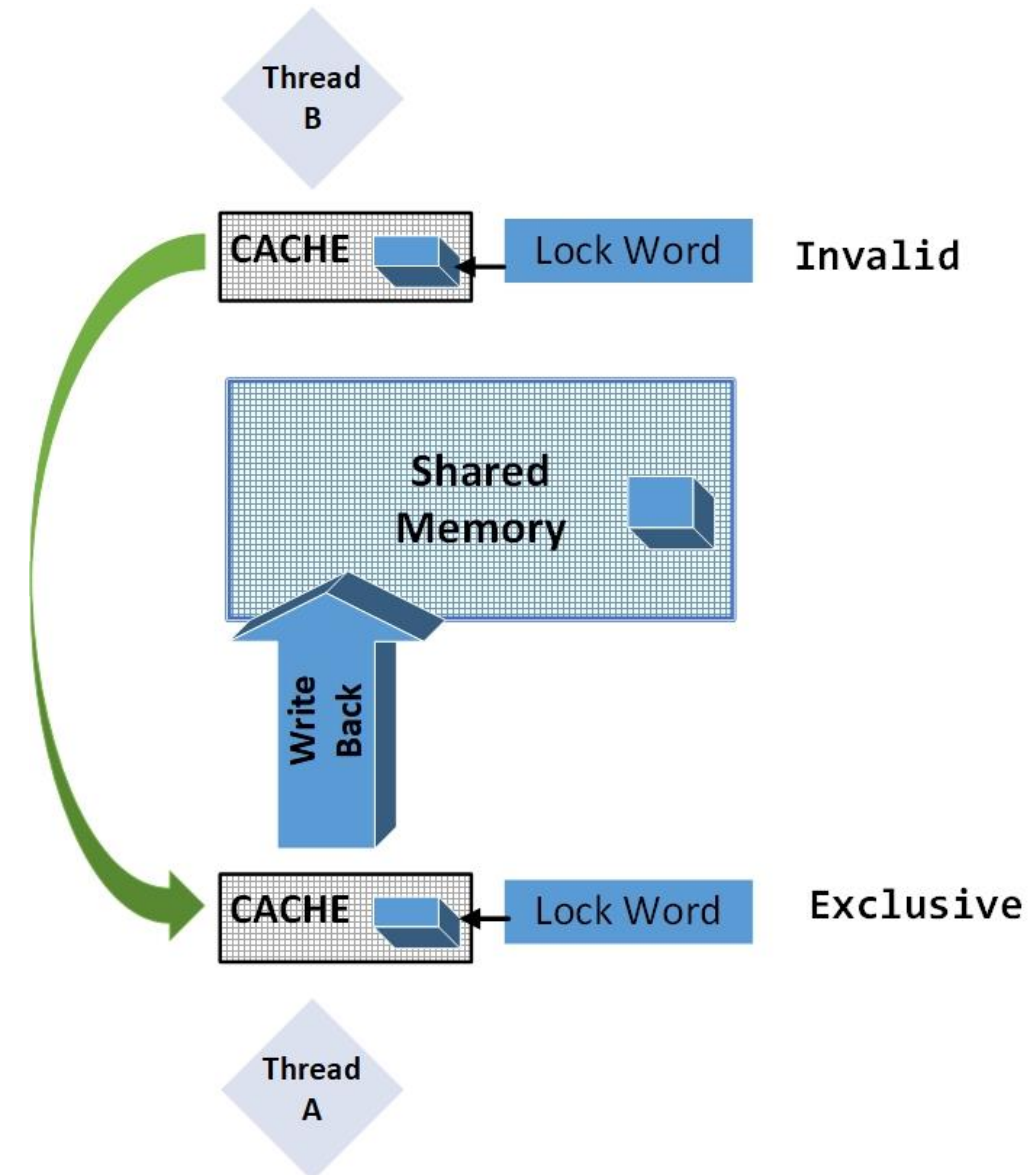 Thread
B
CACHE
Lock Word
Invalid
Shared
Memory
Write
Back
CACHE
Lock Word
Exclusive
Thread
A